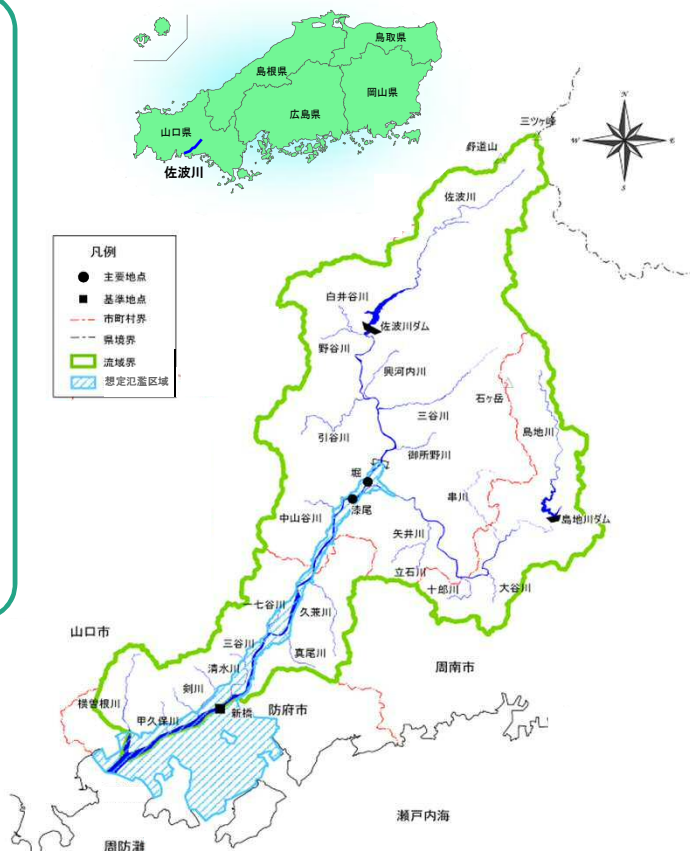 鳥取県
島根県
岡山県
広島県
山口県
佐波川
N
W
E
S
三ツヶ峰
野道山
佐波川
凡例
主要地点
基準地点
市町村界
県境界
流域界
想定氾濫区域
白井谷川
佐波川ダム
野谷川
興河内川
石ヶ岳
三谷川
島地川
引谷川
御所野川
堀
串川
漆尾
中山谷川
島地川ダム
矢井川
立石川
十郎川
大谷川
一七谷川
久兼川
山口市
三谷川
真尾川
清水川
周南市
剣川
横曽根川
新橋
防府市
甲久保川
瀬戸内海
周防灘